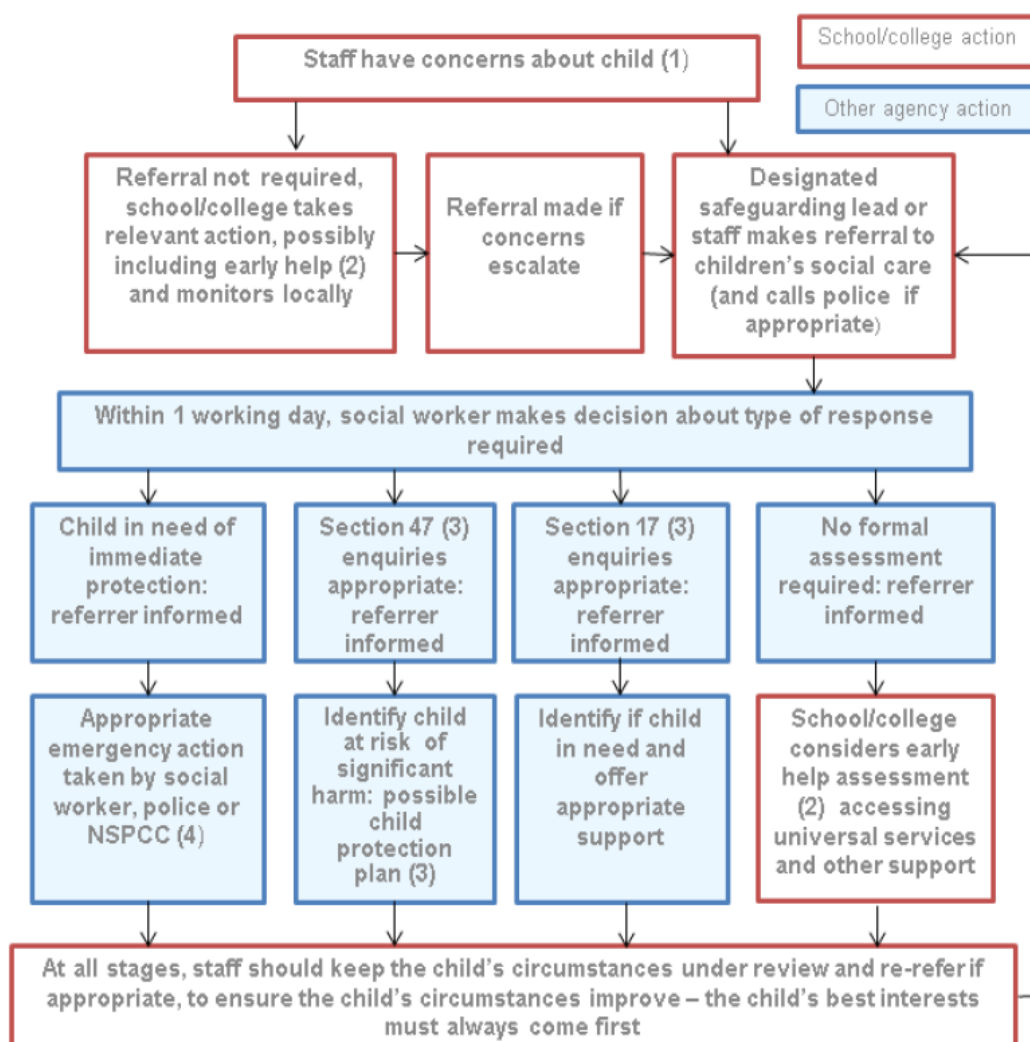 School/college action
Staff have concerns about child (1)
Other agency action
Referral not required,
school/college takes
relevant action, possibly
including early help (2)
and monitors locally
Referral made if
concerns
escalate
Designated
safeguarding lead or
staff makes referral to
children’s social care
(and calls police if
appropriate)
Within 1 working day, social worker makes decision about type of response
required
Child in need of
immediate
protection:
referrer informed
Section 47 (3)
enquiries
appropriate:
referrer
informed
Section 17 (3)
enquiries
appropriate:
referrer
informed
No formal
assessment
required: referrer
informed
Appropriate
emergency action
taken by social
worker, police or
NSPCC (4)
Identify child
at risk of
significant
harm: possible
child
protection
plan (3)
Identify if child
in need and
offer
appropriate
support
School/college
considers early
help assessment
(2) accessing
universal services
and other support
At all stages, staff should keep the child’s circumstances under review and re-refer if
appropriate, to ensure the child’s circumstances improve – the child’s best interests
must always come first